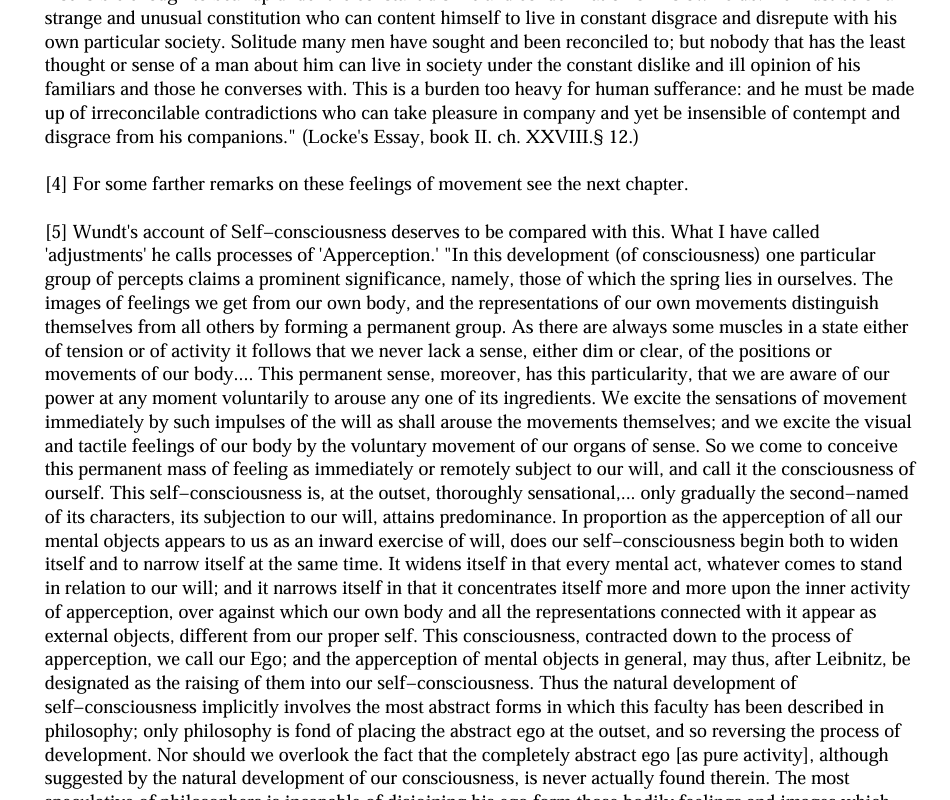 strange and unusual constitution who can content himself to live in constant disgrace and disrepute with his
own particular society. Solitude many men have sought and been reconciled to; but nobody that has the least
thought or sense of a man about him can live in society under the constant dislike and ill opinion of his
familiars and those he converses with. This is a burden too heavy for human sufferance: and he must be made
up of irreconcilable contradictions who can take pleasure in company and yet be insensible of contempt and
disgrace from his companions." (Locke's Essay, book II. ch. XXVIII.§ 12.)
[4] For some farther remarks on these feelings of movement see the next chapter.
[5] Wundt's account of Self−consciousness deserves to be compared with this. What I have called
'adjustments' he calls processes of 'Apperception.' "In this development (of consciousness) one particular
group of percepts claims a prominent significance, namely, those of which the spring lies in ourselves. The
images of feelings we get from our own body, and the representations of our own movements distinguish
themselves from all others by forming a permanent group. As there are always some muscles in a state either
of tension or of activity it follows that we never lack a sense, either dim or clear, of the positions or
movements of our body.... This permanent sense, moreover, has this particularity, that we are aware of our
power at any moment voluntarily to arouse any one of its ingredients. We excite the sensations of movement
immediately by such impulses of the will as shall arouse the movements themselves; and we excite the visual
and tactile feelings of our body by the voluntary movement of our organs of sense. So we come to conceive
this permanent mass of feeling as immediately or remotely subject to our will, and call it the consciousness of
ourself. This self−consciousness is, at the outset, thoroughly sensational,... only gradually the second−named
of its characters, its subjection to our will, attains predominance. In proportion as the apperception of all our
mental objects appears to us as an inward exercise of will, does our self−consciousness begin both to widen
itself and to narrow itself at the same time. It widens itself in that every mental act, whatever comes to stand
in relation to our will; and it narrows itself in that it concentrates itself more and more upon the inner activity
of apperception, over against which our own body and all the representations connected with it appear as
external objects, different from our proper self. This consciousness, contracted down to the process of
apperception, we call our Ego; and the apperception of mental objects in general, may thus, after Leibnitz, be
designated as the raising of them into our self−consciousness. Thus the natural development of
self−consciousness implicitly involves the most abstract forms in which this faculty has been described in
philosophy; only philosophy is fond of placing the abstract ego at the outset, and so reversing the process of
development. Nor should we overlook the fact that the completely abstract ego [as pure activity], although
suggested by the natural development of our consciousness, is never actually found therein. The most